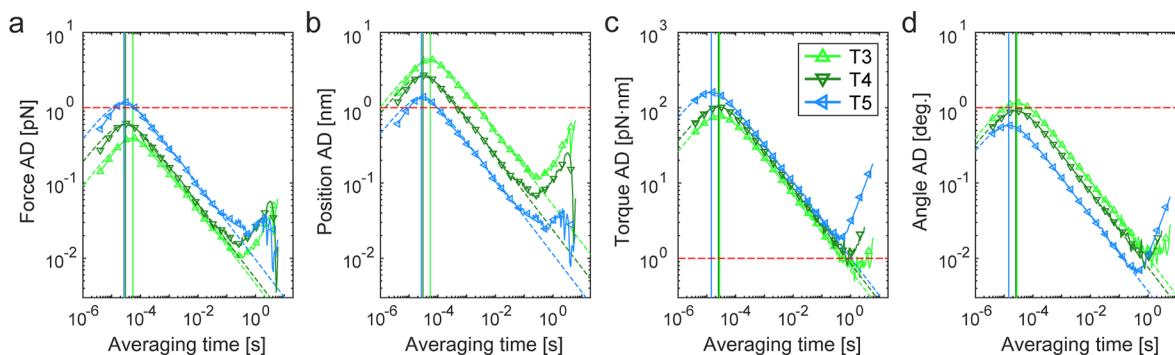 a
b
c
d
Force AD [pN]
10^1
10^0
10^-1
10^-2
10^-6
10^-4
10^-2
10^0
Averaging time [s]
Position AD [nm]
10^1
10^0
10^-1
10^-2
10^-6
10^-4
10^-2
10^0
Averaging time [s]
Torque AD [pN·nm]
10^3
10^2
10^1
10^0
10^-6
10^-4
10^-2
10^0
Averaging time [s]
T3
T4
T5
Angle AD [deg.]
10^1
10^0
10^-1
10^-2
10^-6
10^-4
10^-2
10^0
Averaging time [s]